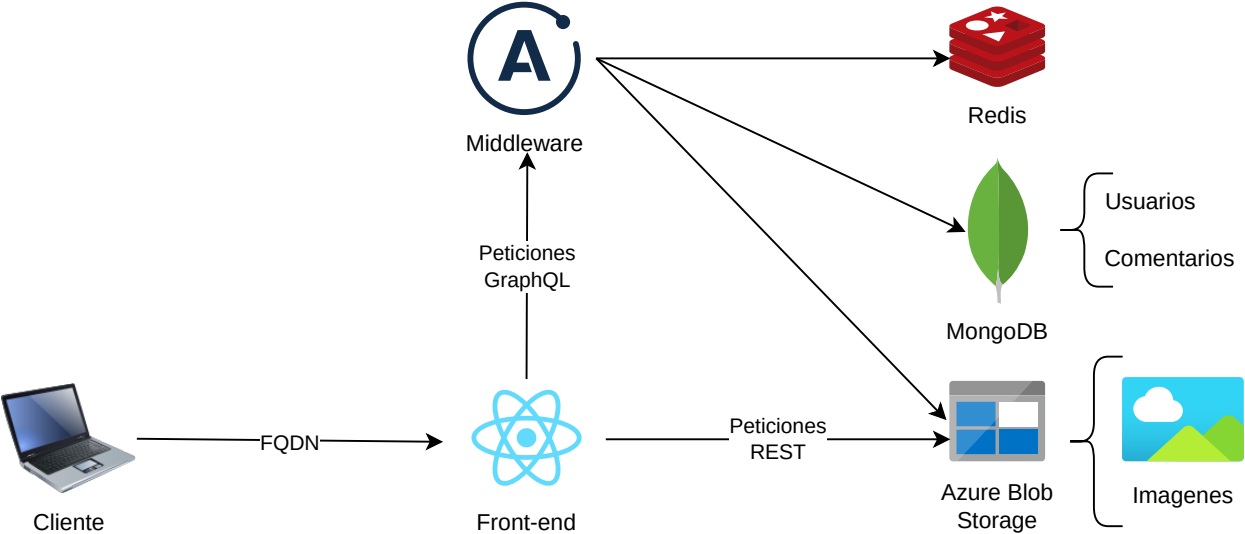 Middleware
Redis
Peticiones
GraphQL
Usuarios
Comentarios
MongoDB
FQDN
Peticiones
REST
Cliente
Front-end
Azure Blob
Storage
Imagenes